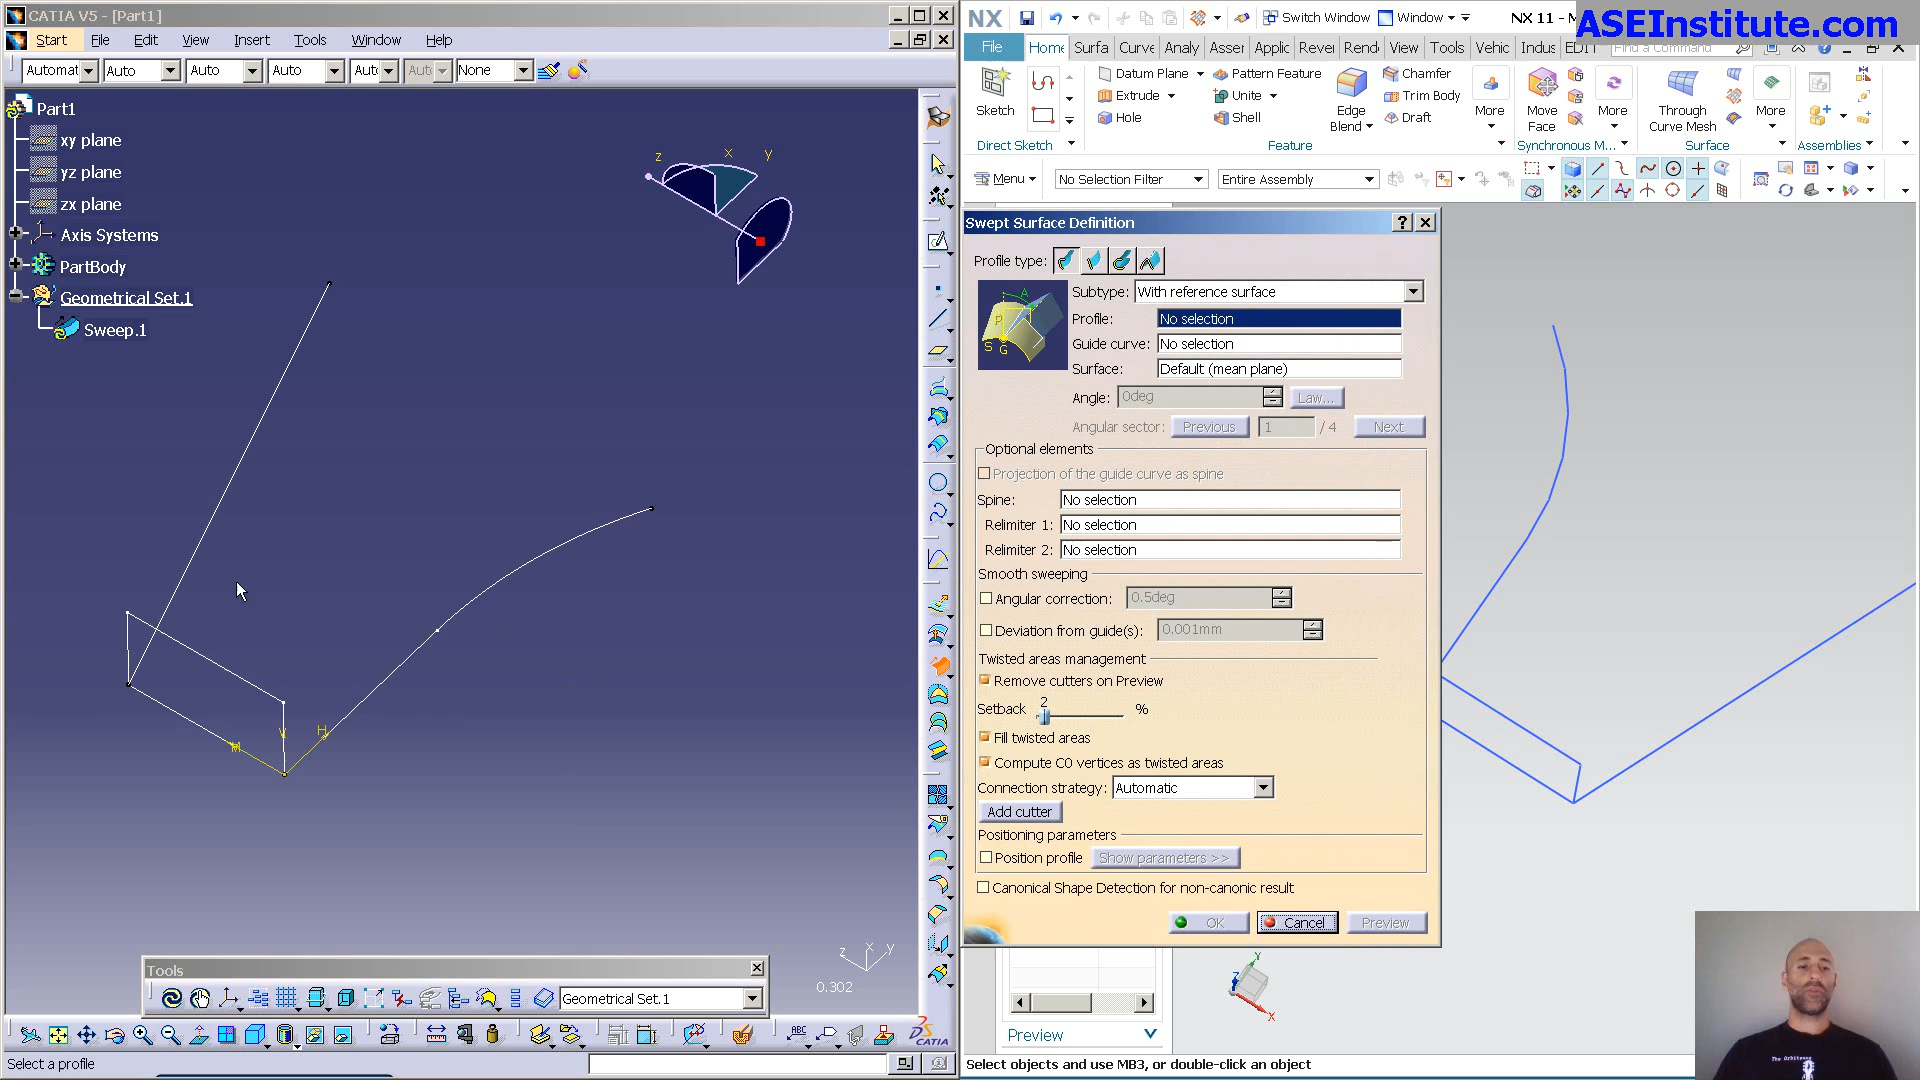 CATIA V5 - [Part1]
Start File Edit View Insert Tools Window Help
Automat Auto Auto Auto Aut Aut None
Part1
xy plane
yz plane
zx plane
Axis Systems
PartBody
Geometrical Set.1
Sweep.1
z x y
H
V
z x y
0.302
Tools
Geometrical Set.1
ABC
CATIA
Select a profile
NX
Switch Window
Window
NX 11 - M
ASEInstitute.com
File Home Surfa Curve Analy Asser Applic Revei Rend View Tools Vehic Indus EDIT
Find a Command
Sketch
Datum Plane
Extrude
Hole
Pattern Feature
Unite
Shell
Edge
Blend
Chamfer
Trim Body
Draft
More
Move
Face
More
Through
Curve Mesh
More
Direct Sketch
Feature
Synchronous M...
Surface
Assemblies
Menu
No Selection Filter
Entire Assembly
Swept Surface Definition
Profile type:
Subtype: With reference surface
A
P
S
G
Profile: No selection
Guide curve: No selection
Surface: Default (mean plane)
Angle: 0deg Law...
Angular sector: Previous 1 / 4 Next
Optional elements
Projection of the guide curve as spine
Spine: No selection
Relimiter 1: No selection
Relimiter 2: No selection
Smooth sweeping
Angular correction: 0.5deg
Deviation from guide(s): 0.001mm
Twisted areas management
Remove cutters on Preview
Setback 2 %
Fill twisted areas
Compute C0 vertices as twisted areas
Connection strategy: Automatic
Add cutter
Positioning parameters
Position profile Show parameters >>
Canonical Shape Detection for non-canonic result
OK Cancel Preview
Y
Z
X
Preview
Select objects and use MB3, or double-click an object